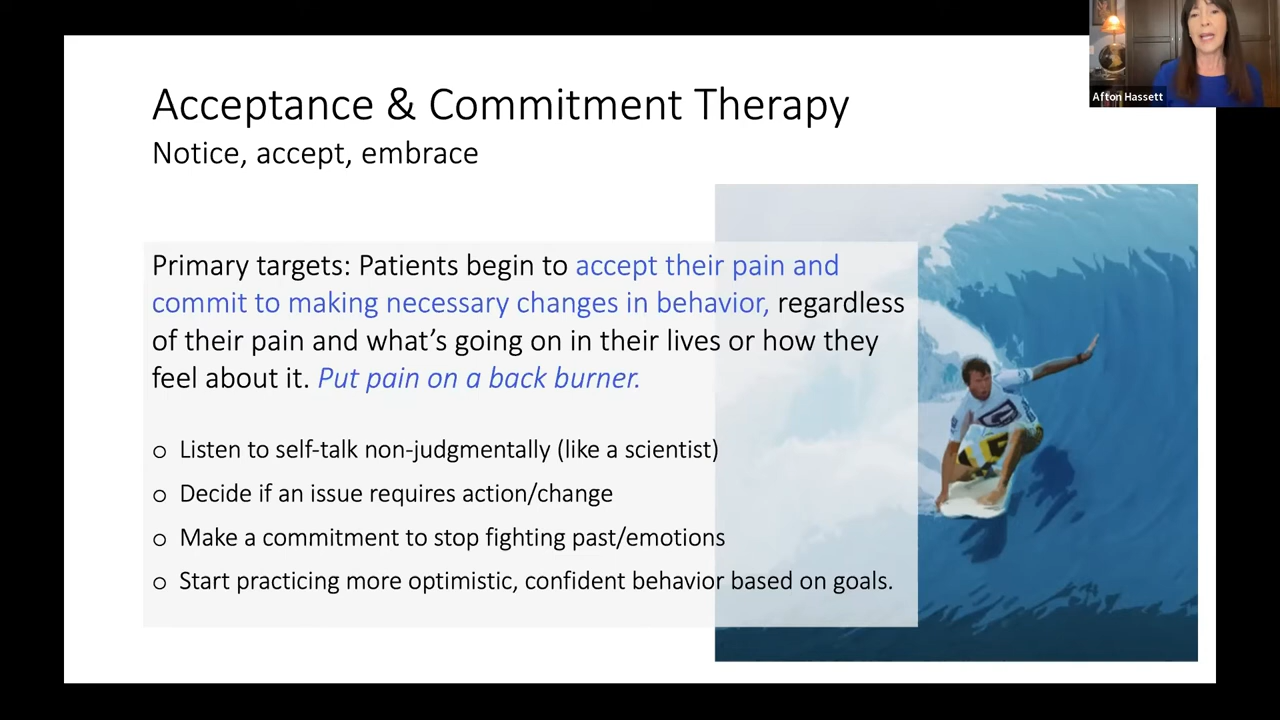 Afton Hassett
Acceptance & Commitment Therapy
Notice, accept, embrace
Primary targets: Patients begin to accept their pain and
commit to making necessary changes in behavior, regardless
of their pain and what’s going on in their lives or how they
feel about it. Put pain on a back burner.
o Listen to self-talk non-judgmentally (like a scientist)
o Decide if an issue requires action/change
o Make a commitment to stop fighting past/emotions
o Start practicing more optimistic, confident behavior based on goals.